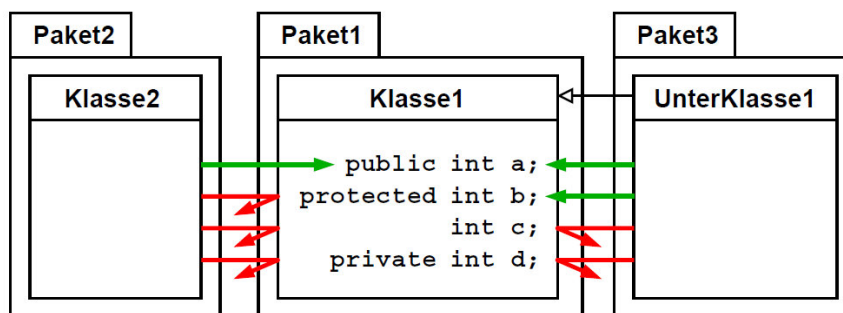 Paket2
Paket1
Paket3
Klasse2
Klasse1
UnterKlasse1
public int a;
protected int b;
int c;
private int d;